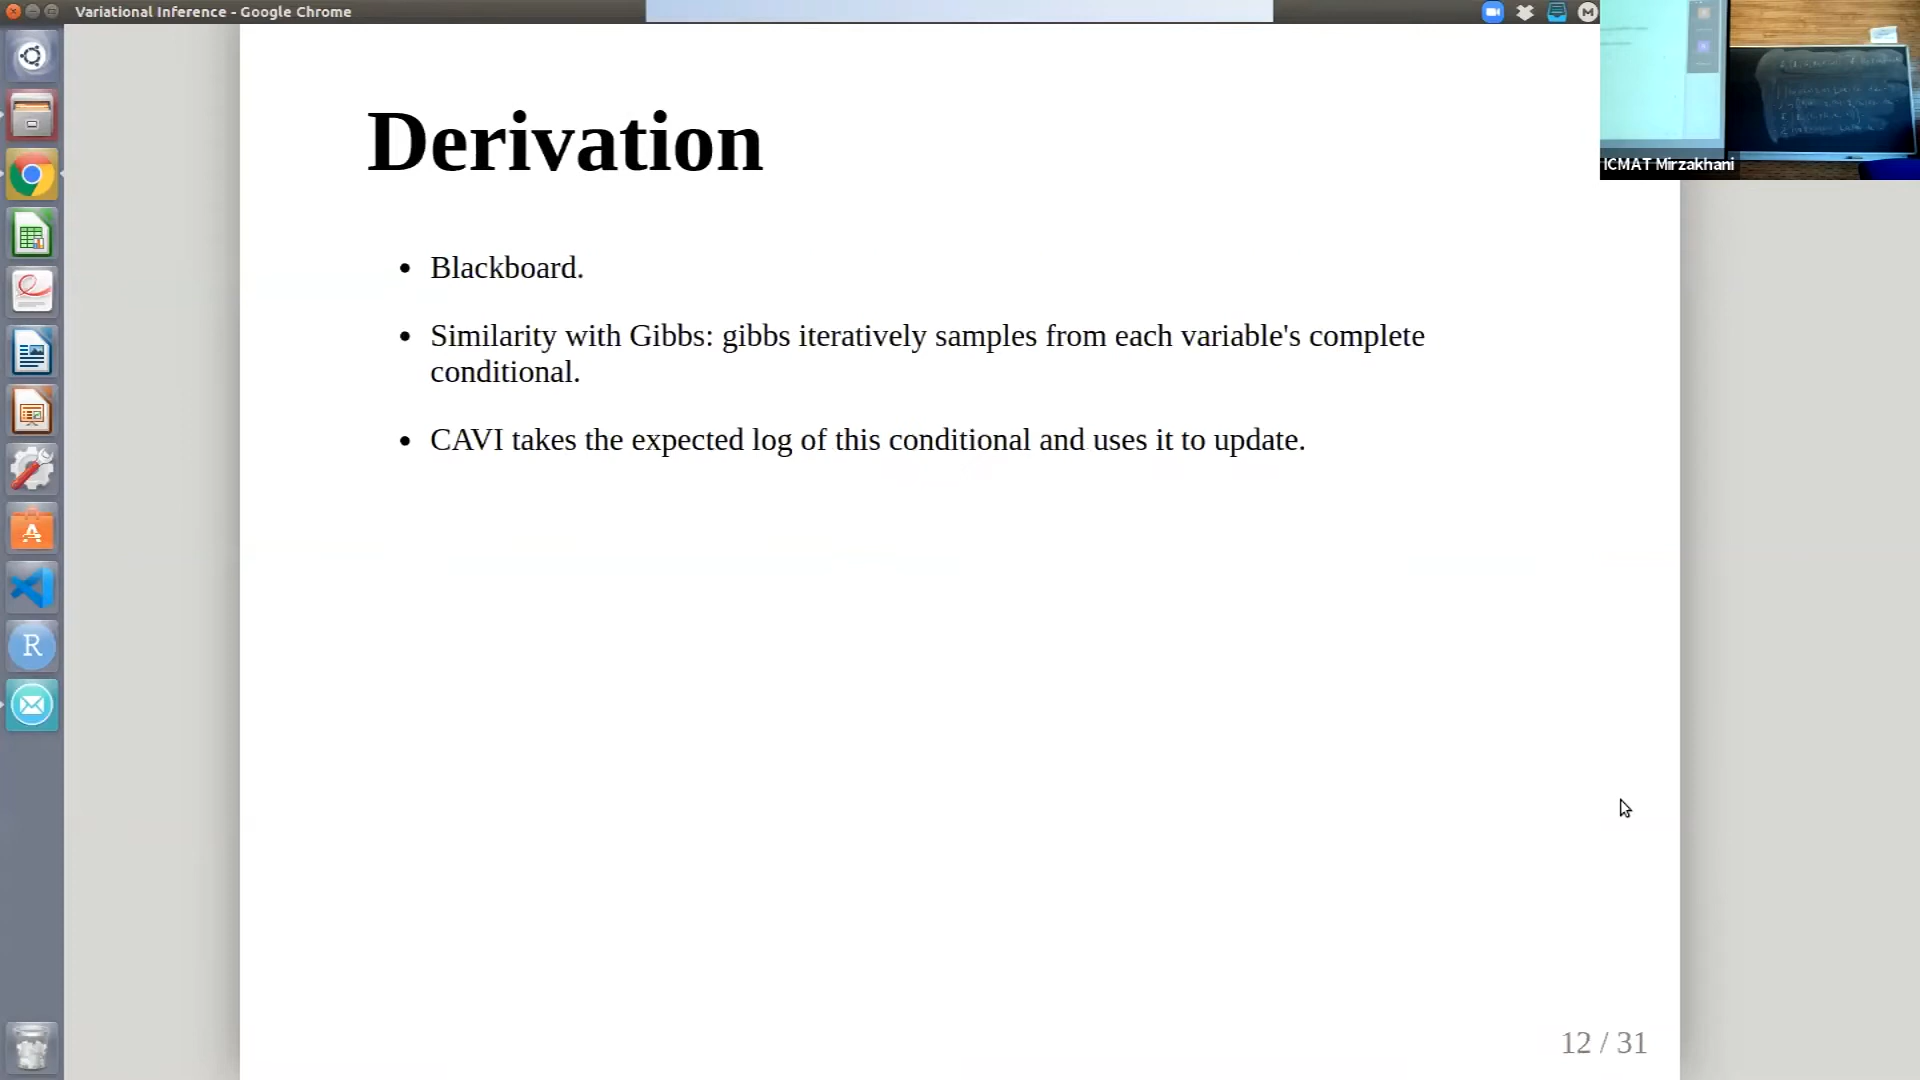 Variational Inference - Google Chrome
ICMAT Mirzakhani
Derivation
• Blackboard.
• Similarity with Gibbs: gibbs iteratively samples from each variable's complete
conditional.
• CAVI takes the expected log of this conditional and uses it to update.
12 / 31